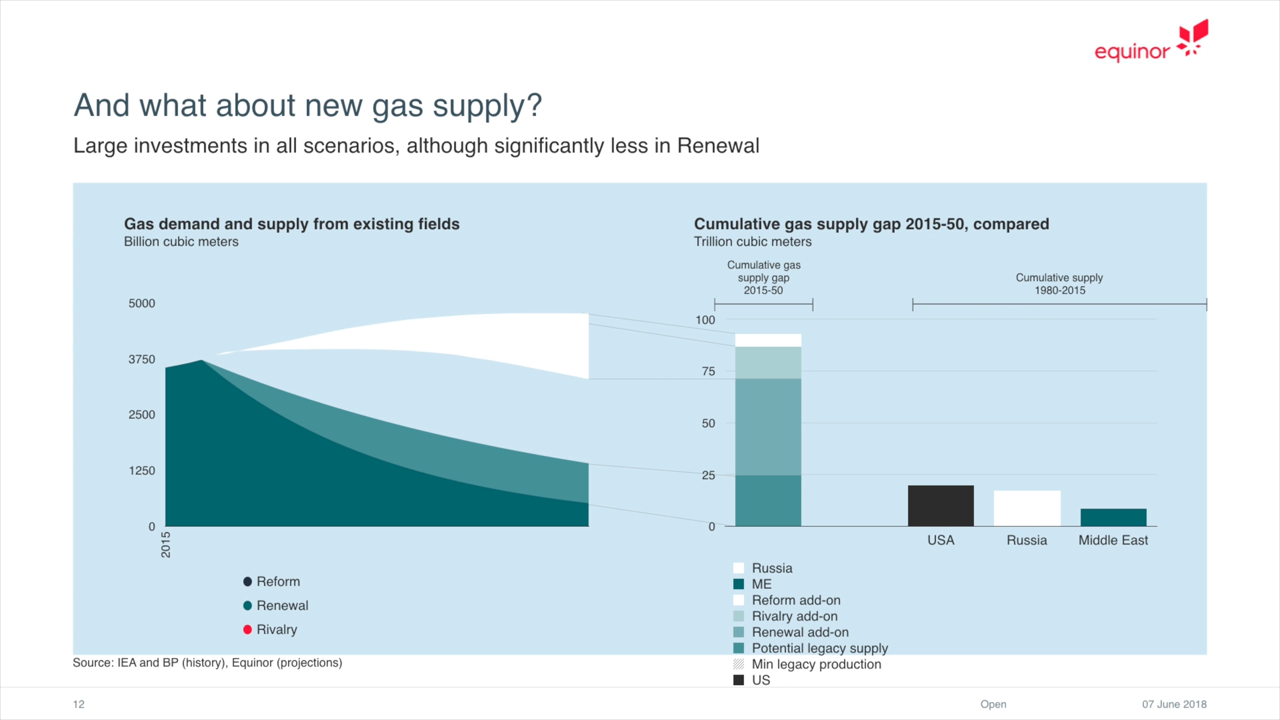 equinor
And what about new gas supply?
Large investments in all scenarios, although significantly less in Renewal
Gas demand and supply from existing fields
Billion cubic meters
5000
3750
2500
1250
0
2015
Reform
Renewal
Rivalry
Cumulative gas supply gap 2015-50, compared
Trillion cubic meters
Cumulative gas
supply gap
2015-50
Cumulative supply
1980-2015
100
75
50
25
0
USA
Russia
Middle East
Russia
ME
Reform add-on
Rivalry add-on
Renewal add-on
Potential legacy supply
Min legacy production
US
Source: IEA and BP (history), Equinor (projections)
12
Open
07 June 2018